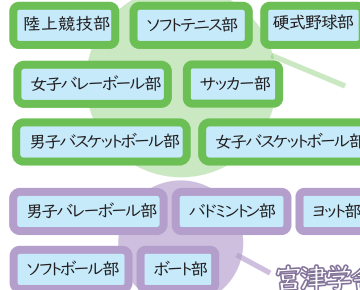 陸上競技部 ソフトテニス部 硬式野球部
女子バレーボール部 サッカー部
男子バスケットボール部 女子バスケットボール部
男子バレーボール部 バドミントン部 ヨット部
ソフトボール部 ボート部
宮津学舎